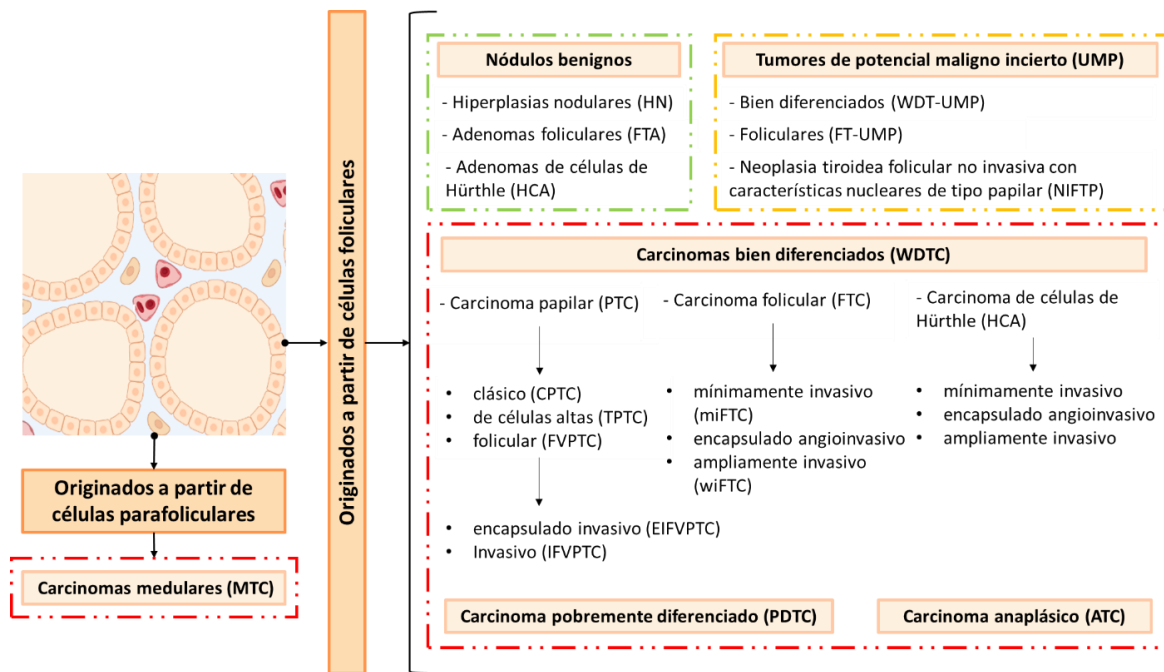 Originados a partir de
células parafoliculares
Carcinomas medulares (MTC)
Originados a partir de células foliculares
Nódulos benignos
- Hiperplasias nodulares (HN)
- Adenomas foliculares (FTA)
- Adenomas de células de
Hürthle (HCA)
Tumores de potencial maligno incierto (UMP)
- Bien diferenciados (WDT-UMP)
- Foliculares (FT-UMP)
- Neoplasia tiroidea folicular no invasiva con
características nucleares de tipo papilar (NIFTP)
Carcinomas bien diferenciados (WDTC)
- Carcinoma papilar (PTC)
• clásico (CPTC)
• de células altas (TPTC)
• folicular (FVPTC)
• encapsulado invasivo (EIFVPTC)
• Invasivo (IFVPTC)
- Carcinoma folicular (FTC)
• mínimamente invasivo
(miFTC)
• encapsulado angioinvasivo
• ampliamente invasivo
(wiFTC)
- Carcinoma de células de
Hürthle (HCA)
• mínimamente invasivo
• encapsulado angioinvasivo
• ampliamente invasivo
Carcinoma pobremente diferenciado (PDTC)
Carcinoma anaplásico (ATC)